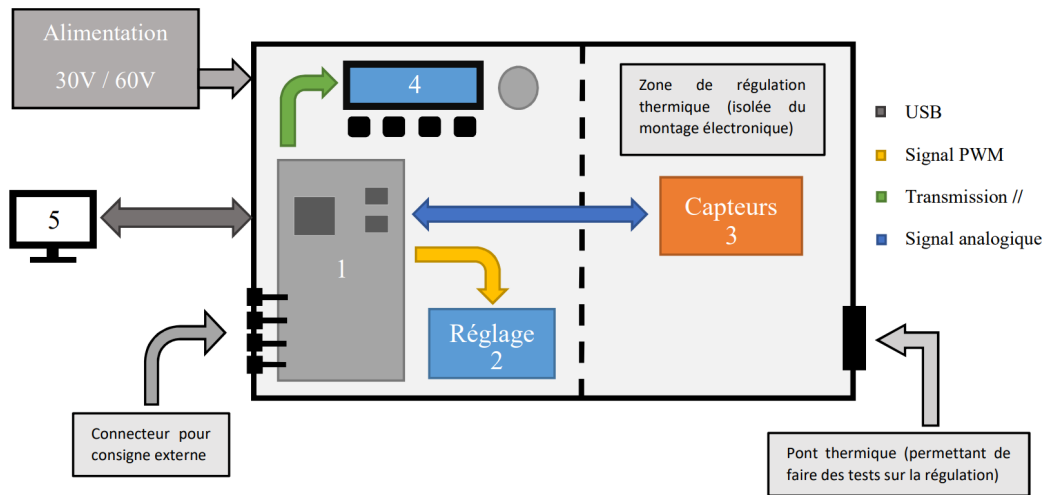 Alimentation
30V / 60V
4
Zone de régulation
thermique (isolée du
montage électronique)
USB
Signal PWM
Transmission //
Signal analogique
5
1
Capteurs
3
Réglage
2
Connecteur pour
consigne externe
Pont thermique (permettant de
faire des tests sur la régulation)